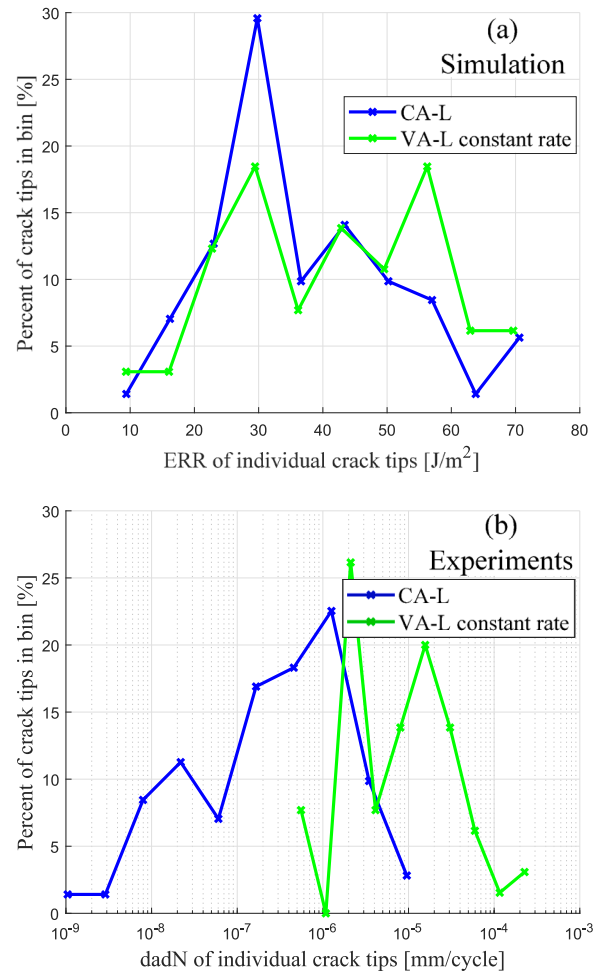 (a)
Simulation
CA-L
VA-L constant rate
Percent of crack tips in bin [%]
30
25
20
15
10
5
0
0 10 20 30 40 50 60 70 80
ERR of individual crack tips [J/m²]
(b)
Experiments
CA-L
VA-L constant rate
Percent of crack tips in bin [%]
30
25
20
15
10
5
0
10⁻⁹ 10⁻⁸ 10⁻⁷ 10⁻⁶ 10⁻⁵ 10⁻⁴ 10⁻³
dadN of individual crack tips [mm/cycle]